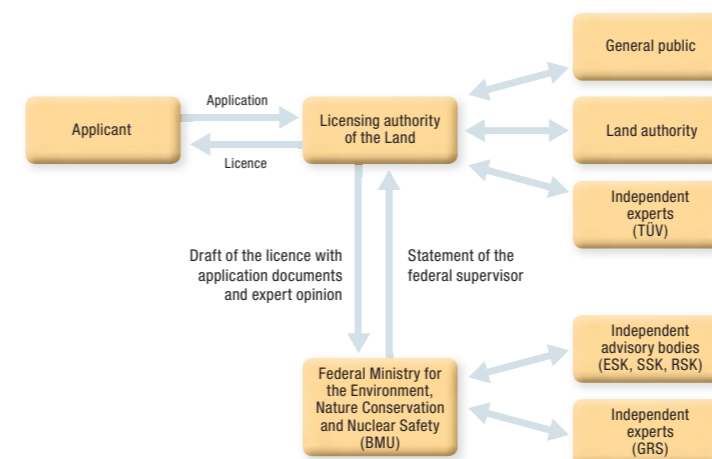 General public
Applicant
Application
Licence
Licensing authority
of the Land
Land authority
Independent
experts
(TÜV)
Draft of the licence with
application documents
and expert opinion
Statement of the
federal supervisor
Federal Ministry for
the Environment,
Nature Conservation
and Nuclear Safety
(BMU)
Independent
advisory bodies
(ESK, SSK, RSK)
Independent
experts
(GRS)